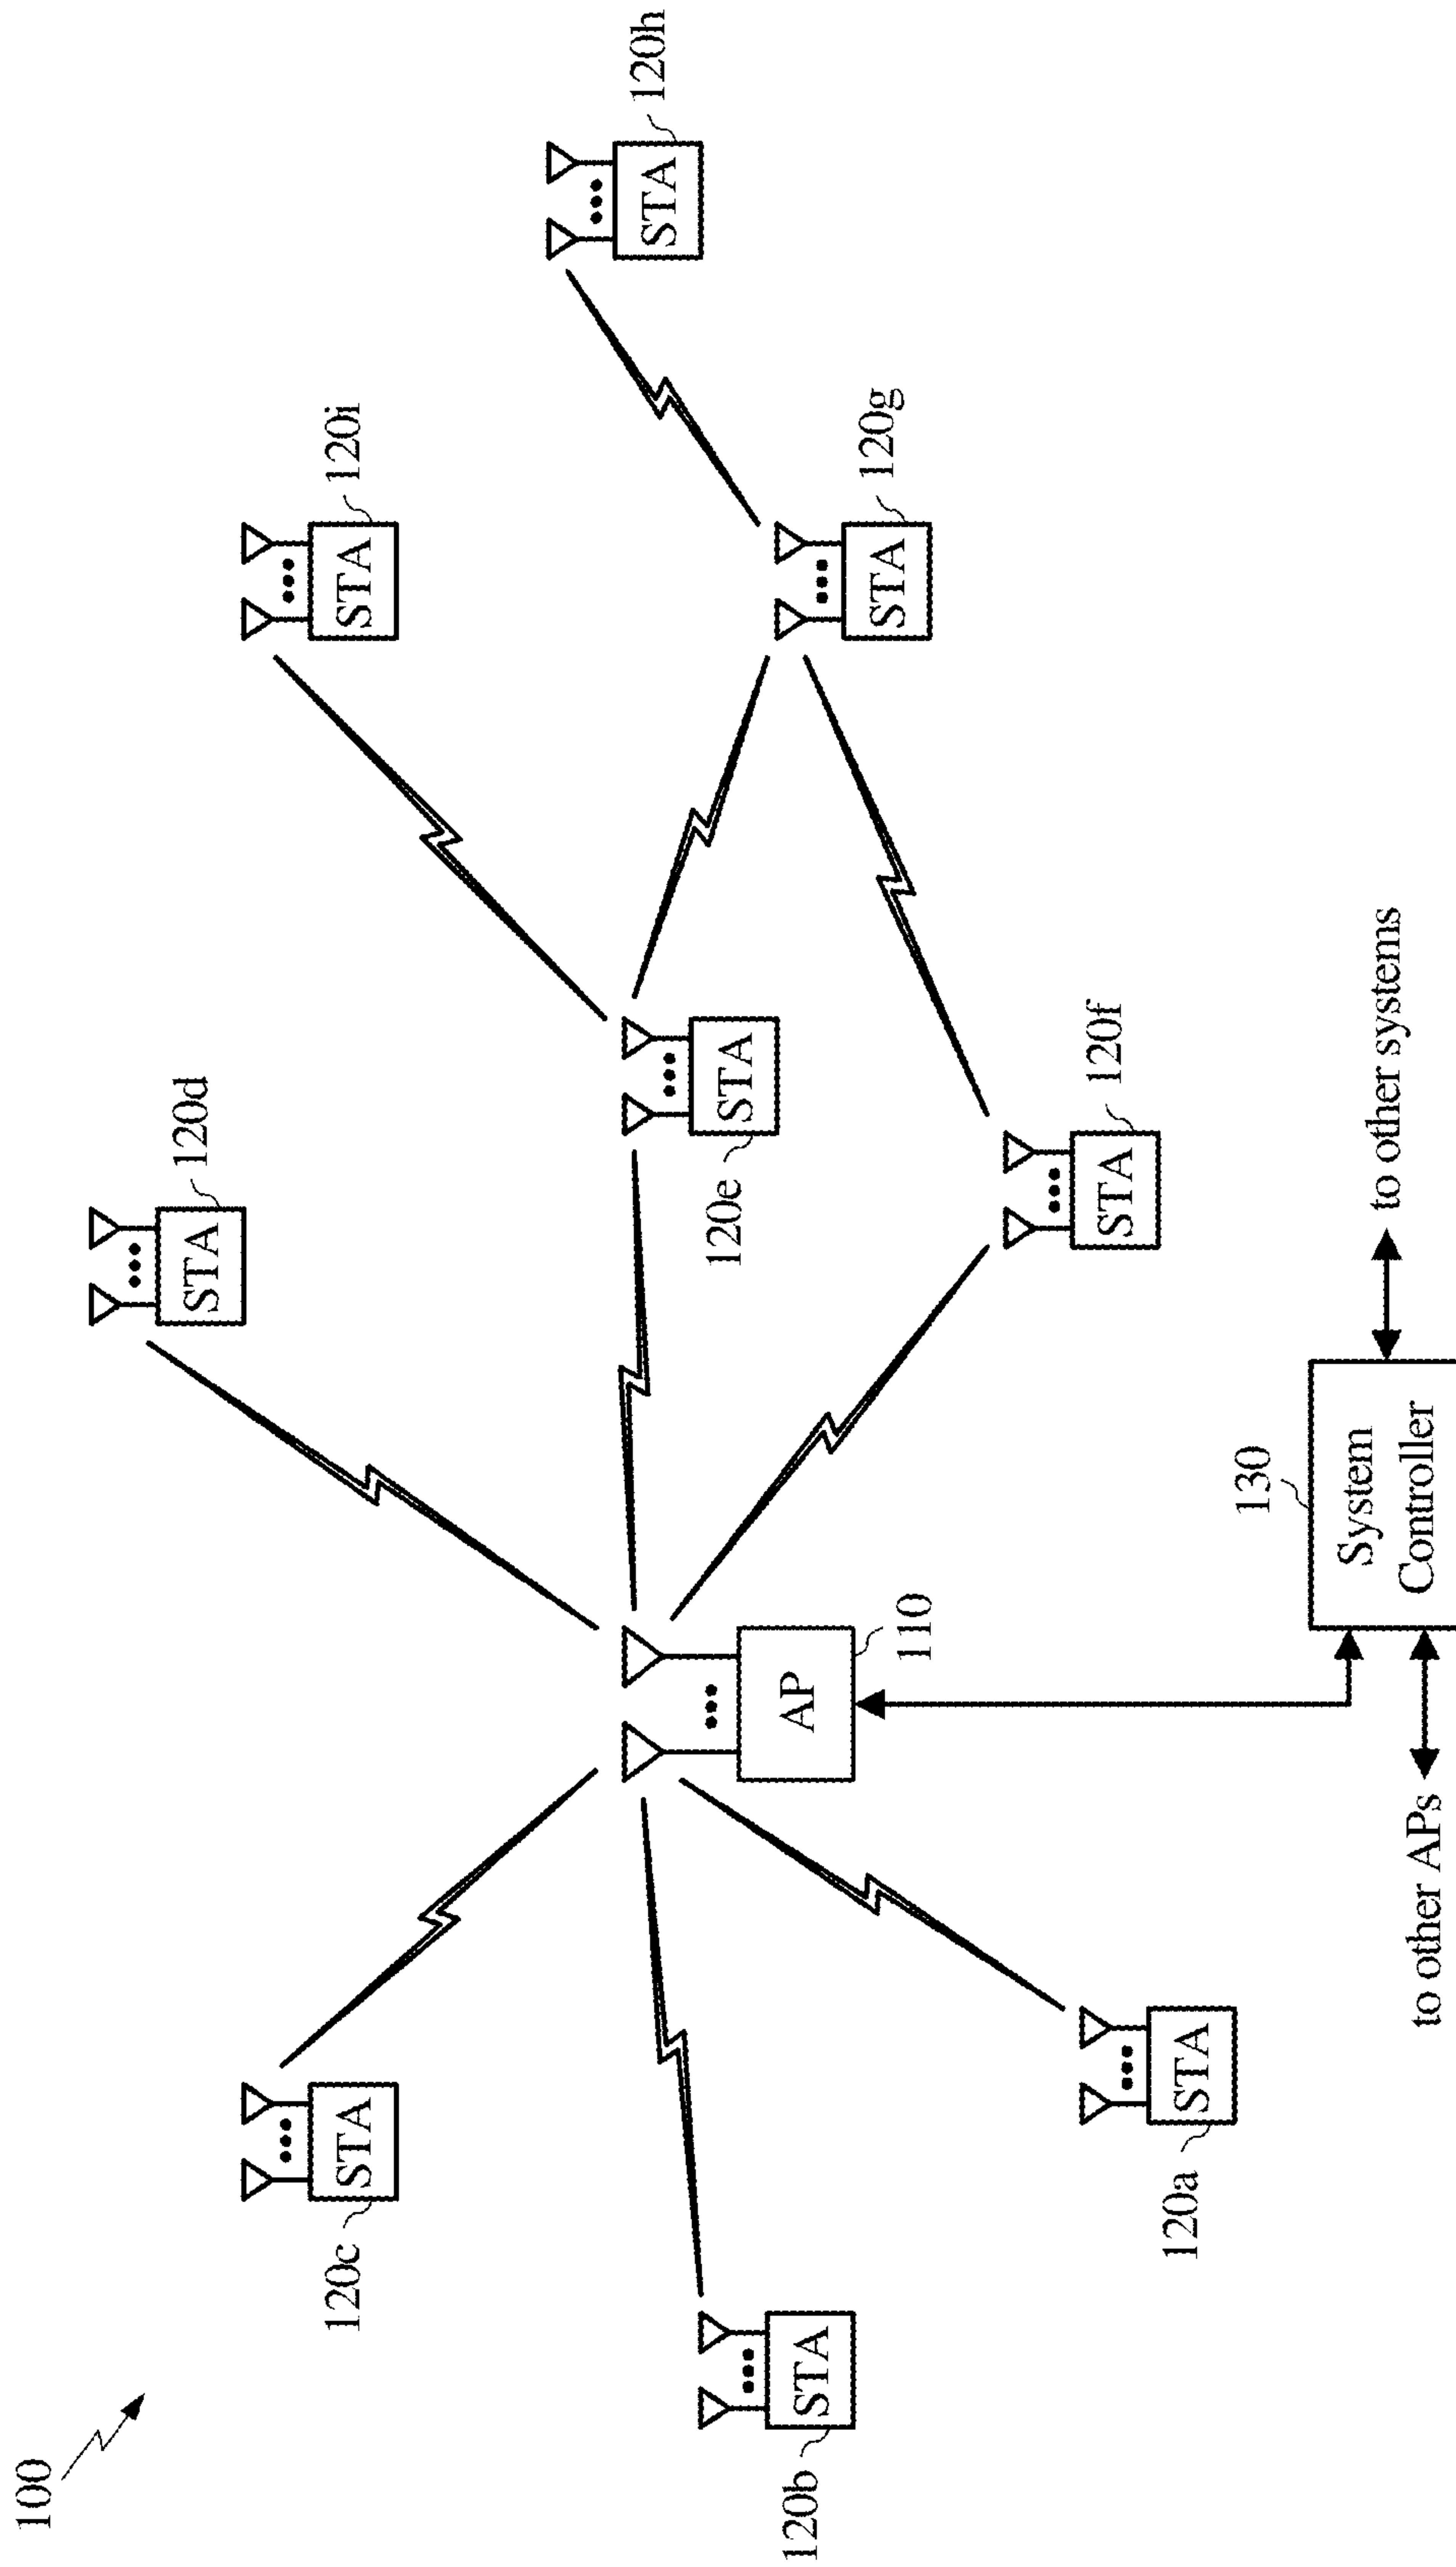 100
STA
120d
STA
120c
STA
120i
STA
120h
AP
110
STA
120e
STA
120b
STA
120g
STA
120f
STA
120a
130
System
Controller
to other systems
to other APs